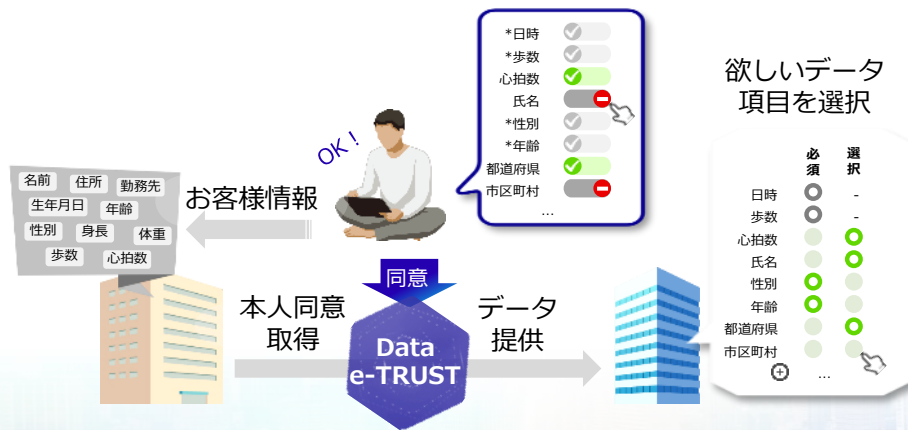 *日時
*歩数
心拍数
氏名
*性別
*年齢
都道府県
市区町村
…
OK！
欲しいデータ
項目を選択
必須 選択
日時 -
歩数 -
心拍数
氏名
性別
年齢
都道府県
市区町村
…
名前 住所 勤務先
生年月日 年齢
性別 身長 体重
歩数 心拍数
お客様情報
同意
本人同意
取得
Data
e-TRUST
データ
提供